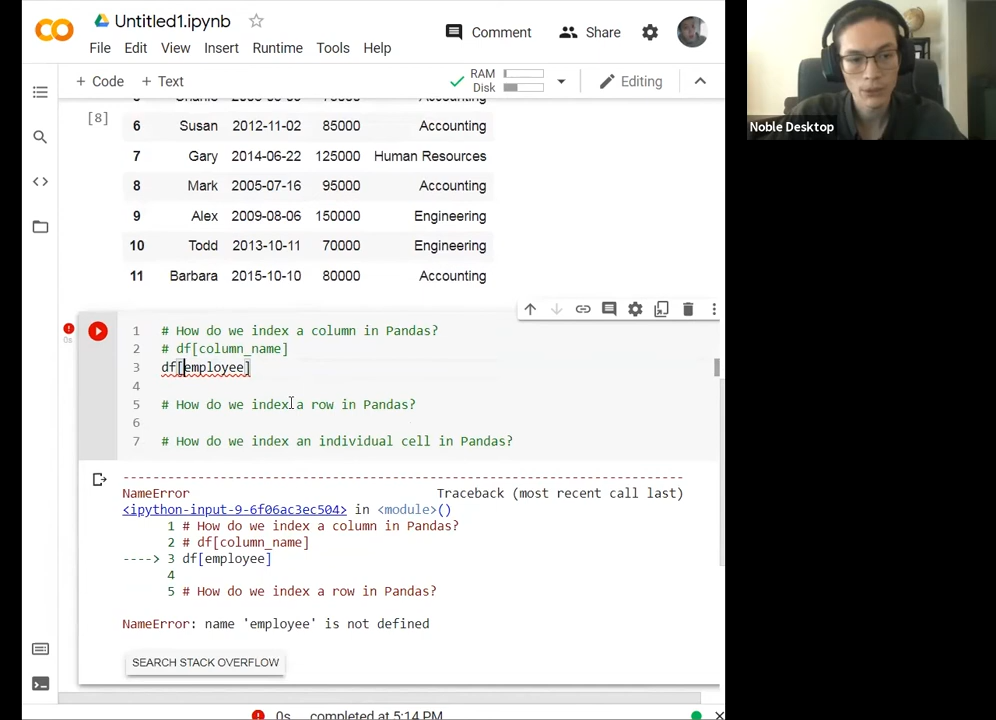 Untitled1.ipynb
Comment
Share
File Edit View Insert Runtime Tools Help
+ Code + Text
RAM
Disk
Editing
Noble Desktop
[8]
6 Susan 2012-11-02 85000 Accounting
7 Gary 2014-06-22 125000 Human Resources
8 Mark 2005-07-16 95000 Accounting
9 Alex 2009-08-06 150000 Engineering
10 Todd 2013-10-11 70000 Engineering
11 Barbara 2015-10-10 80000 Accounting
0s
1 # How do we index a column in Pandas?
2 # df[column_name]
3 df[employee]
4
5 # How do we index a row in Pandas?
6
7 # How do we index an individual cell in Pandas?
NameError Traceback (most recent call last)
<ipython-input-9-6f06ac3ec504> in <module>()
1 # How do we index a column in Pandas?
2 # df[column_name]
----> 3 df[employee]
4
5 # How do we index a row in Pandas?
NameError: name 'employee' is not defined
SEARCH STACK OVERFLOW
0s completed at 5:14 PM